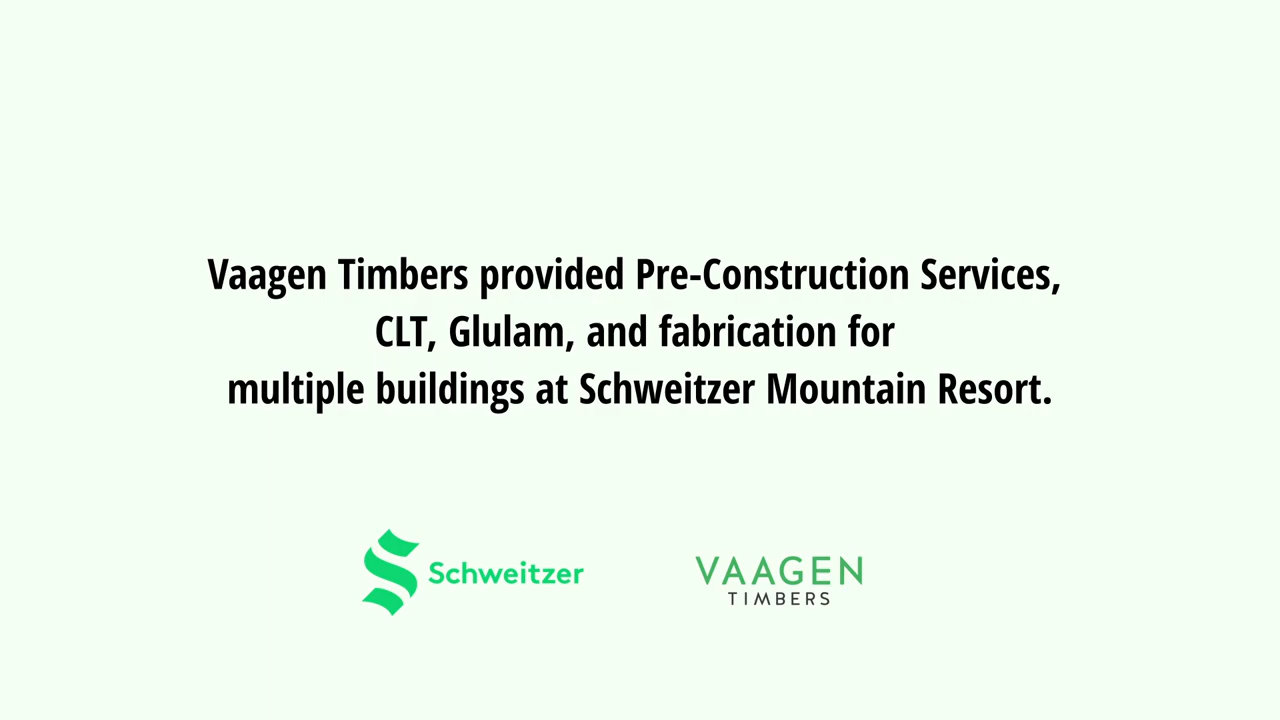 Vaagen Timbers provided Pre-Construction Services,
CLT, Glulam, and fabrication for
multiple buildings at Schweitzer Mountain Resort.
Schweitzer
VAAGEN
TIMBERS